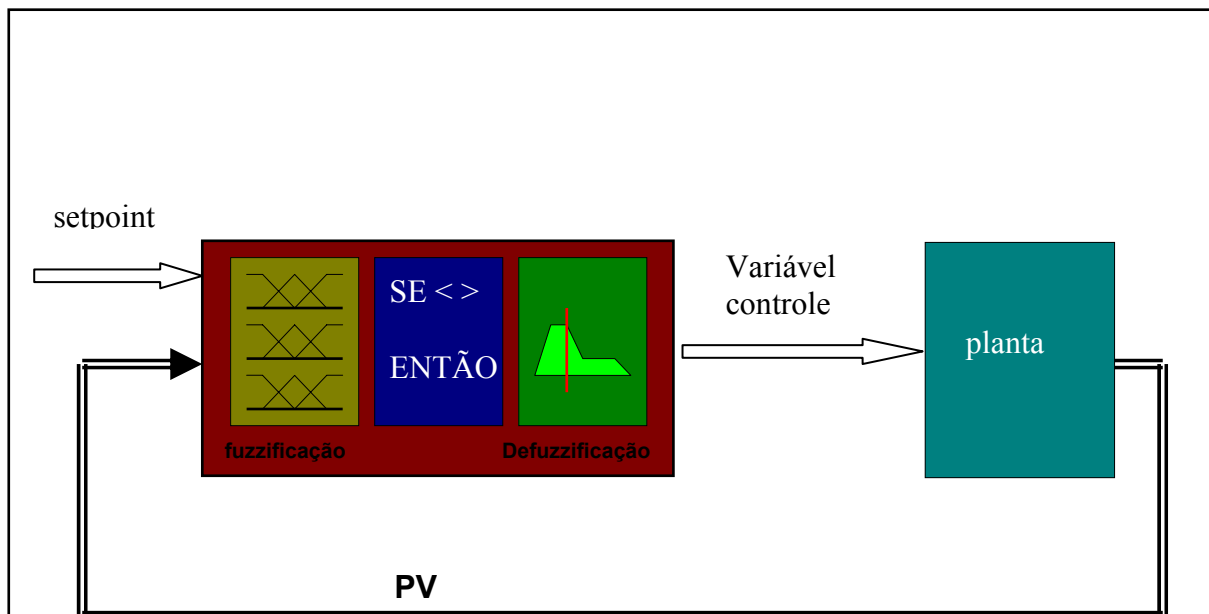 setpoint
SE < >
ENTÃO
fuzzificação
Defuzzificação
Variável
controle
planta
PV